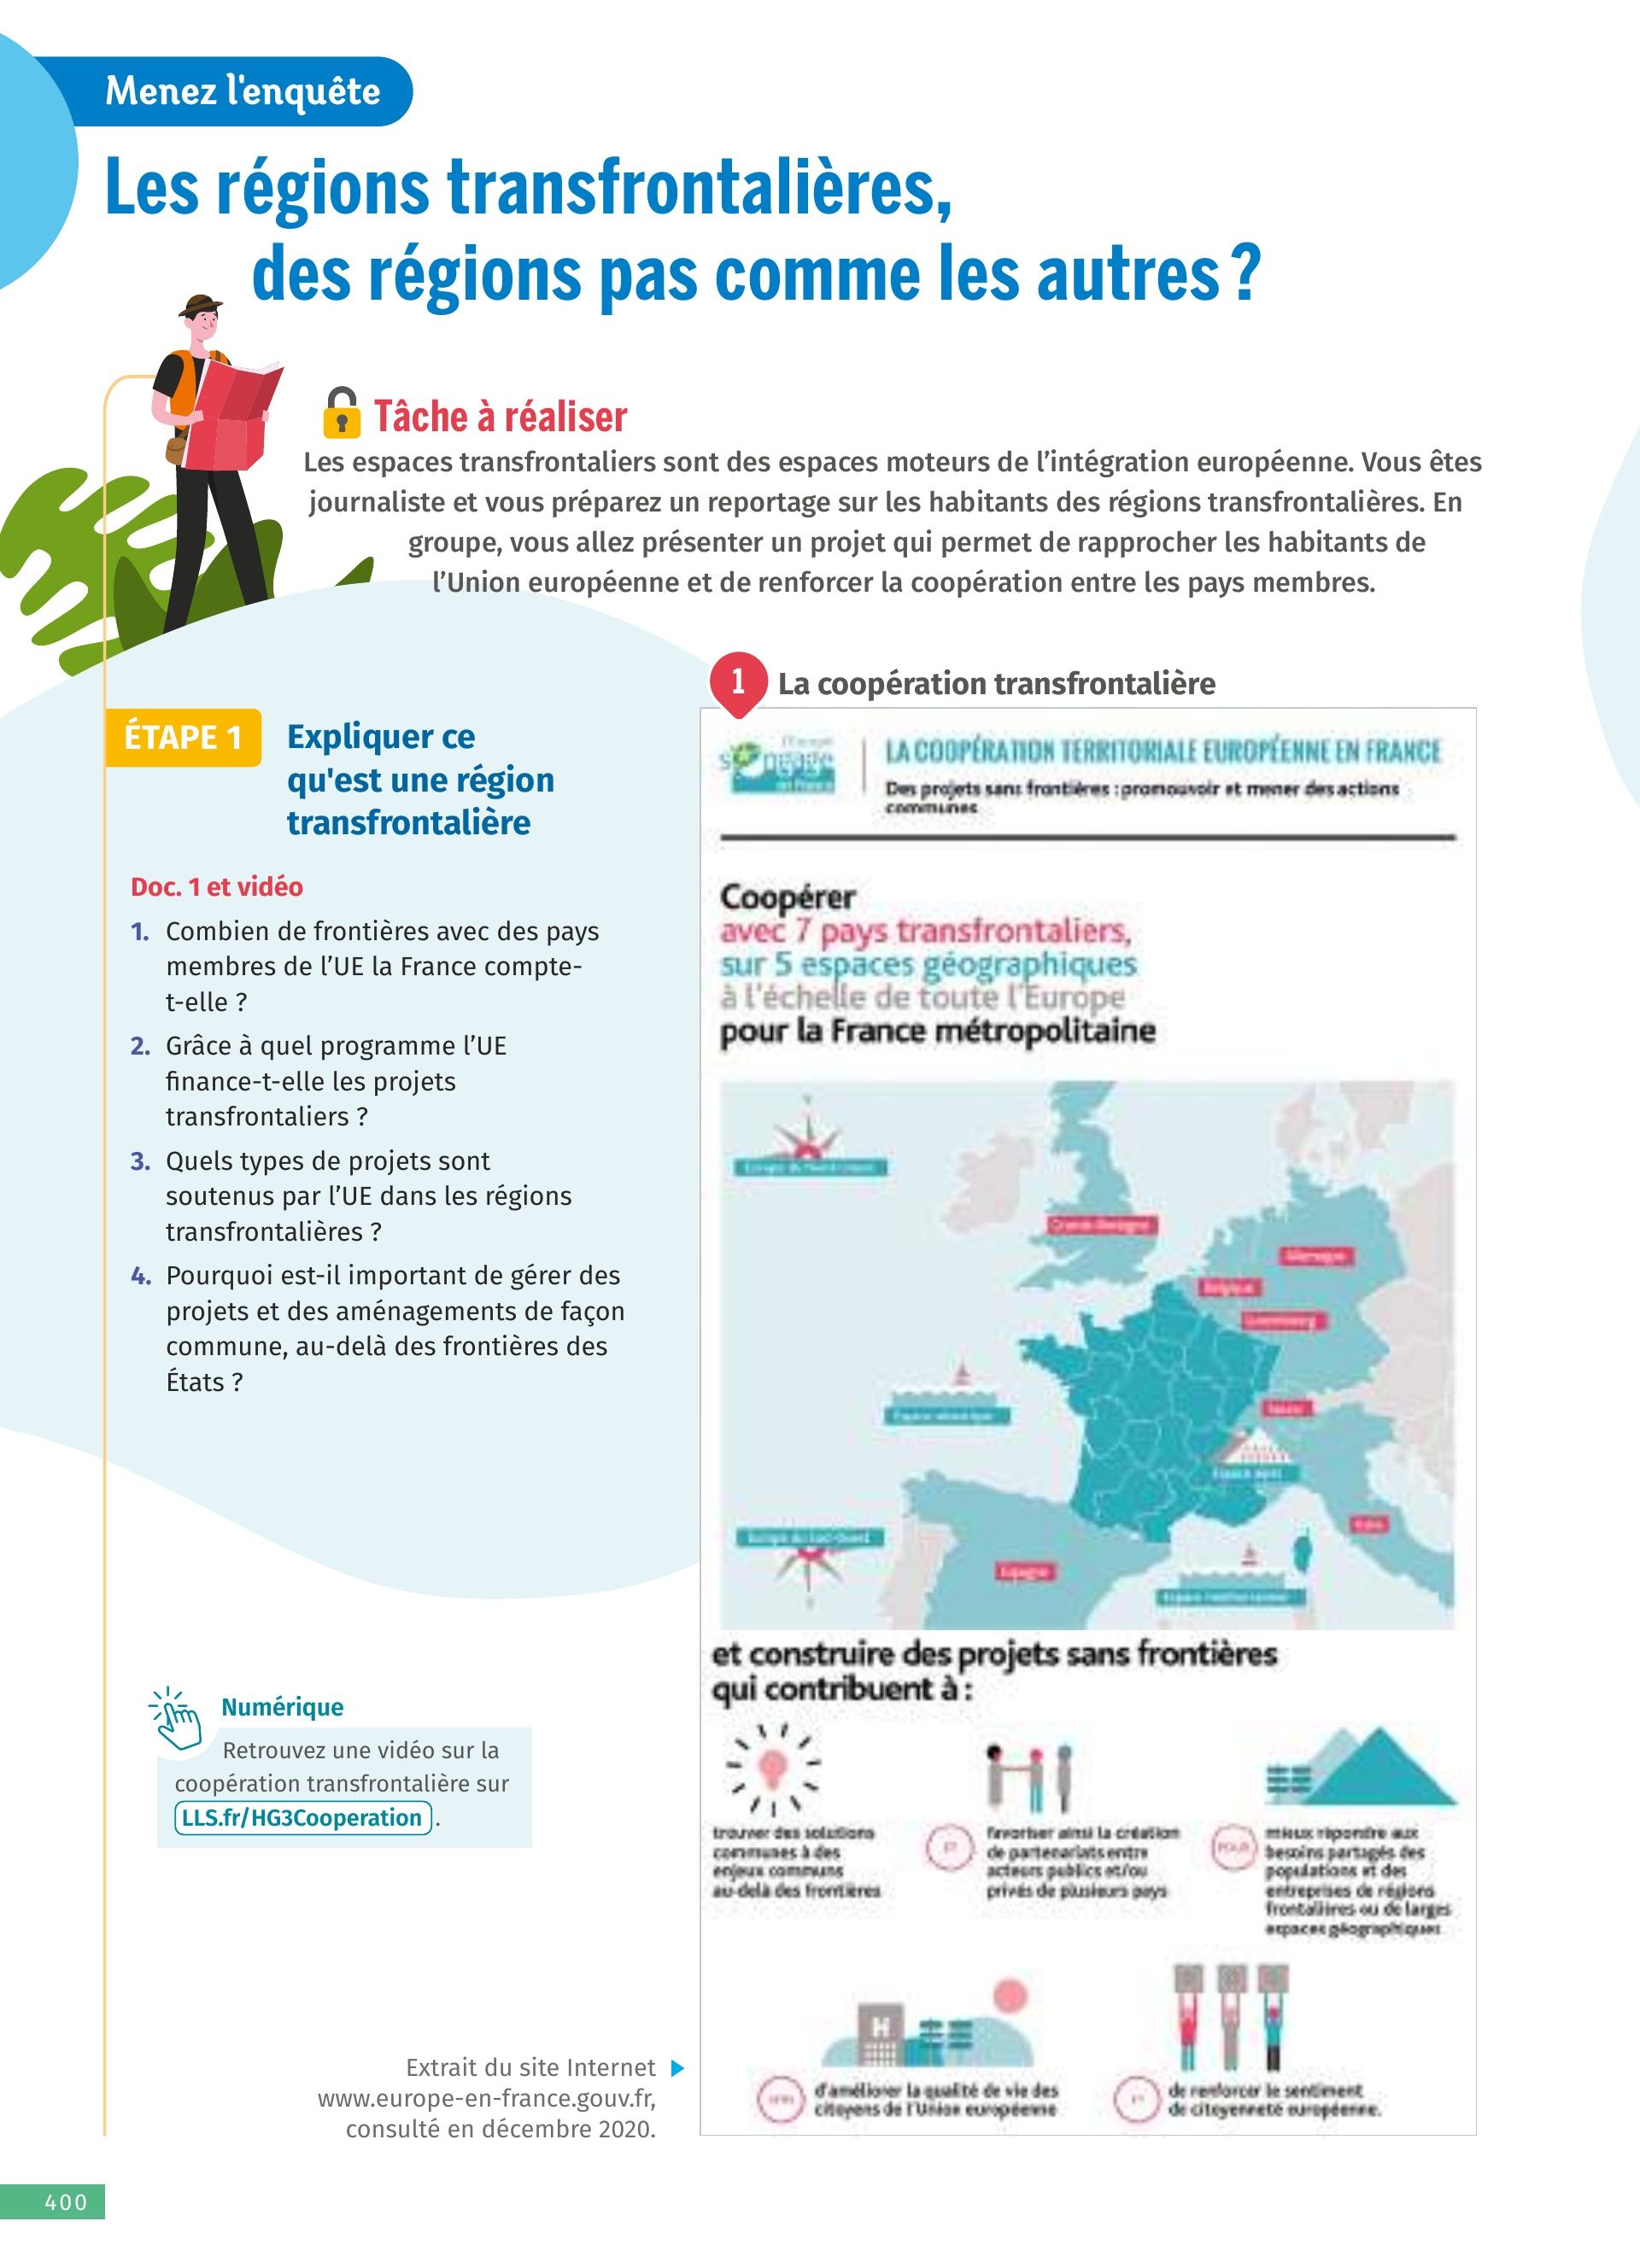 Menez l'enquête
Les régions transfrontalières,
des régions pas comme les autres ?
Tâche à réaliser
Les espaces transfrontaliers sont des espaces moteurs de l’intégration européenne. Vous êtes
journaliste et vous préparez un reportage sur les habitants des régions transfrontalières. En
groupe, vous allez présenter un projet qui permet de rapprocher les habitants de
l’Union européenne et de renforcer la coopération entre les pays membres.
ÉTAPE 1
Expliquer ce
qu'est une région
transfrontalière
Doc. 1 et vidéo
1. Combien de frontières avec des pays
membres de l’UE la France compte-
t-elle ?
2. Grâce à quel programme l’UE
finance-t-elle les projets
transfrontaliers ?
3. Quels types de projets sont
soutenus par l’UE dans les régions
transfrontalières ?
4. Pourquoi est-il important de gérer des
projets et des aménagements de façon
commune, au-delà des frontières des
États ?
Numérique
Retrouvez une vidéo sur la
coopération transfrontalière sur
LLS.fr/HG3Cooperation .
Extrait du site Internet
www.europe-en-france.gouv.fr,
consulté en décembre 2020.
1 La coopération transfrontalière
LA COOPÉRATION TERRITORIALE EUROPÉENNE EN FRANCE
Des projets sans frontières : promouvoir et mener des actions
communes
Coopérer
avec 7 pays transfrontaliers,
sur 5 espaces géographiques
à l'échelle de toute l'Europe
pour la France métropolitaine
Grande-Bretagne
Allemagne
Belgique
Luxembourg
Suisse
Italie
Espagne
et construire des projets sans frontières
qui contribuent à :
trouver des solutions
communes à des
enjeux communs
au-delà des frontières
ET
favoriser ainsi la création
de partenariats entre
acteurs publics et/ou
privés de plusieurs pays
POUR
mieux répondre aux
besoins partagés des
populations et des
entreprises de régions
frontalières ou de larges
espaces géographiques
d'améliorer la qualité de vie des
citoyens de l'Union européenne
de renforcer le sentiment
de citoyenneté européenne.
400